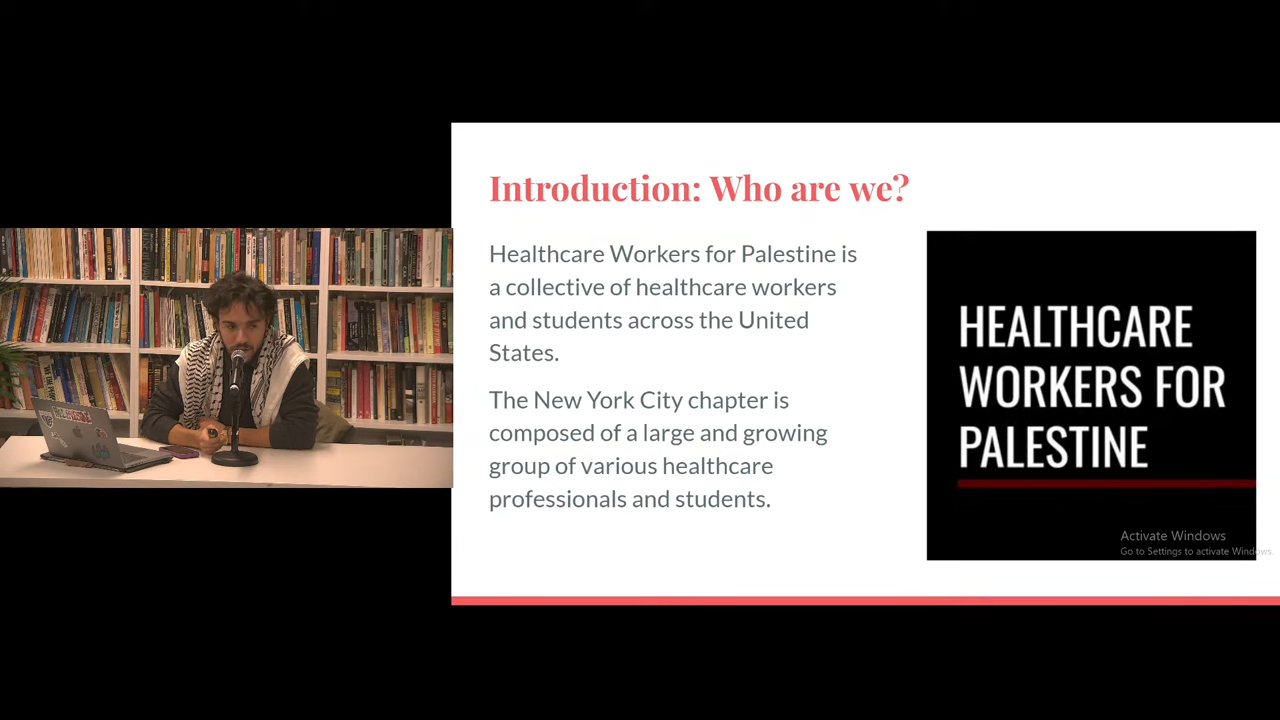 Introduction: Who are we?
Healthcare Workers for Palestine is
a collective of healthcare workers
and students across the United
States.
The New York City chapter is
composed of a large and growing
group of various healthcare
professionals and students.
HEALTHCARE
WORKERS FOR
PALESTINE
Activate Windows
Go to Settings to activate Windows.